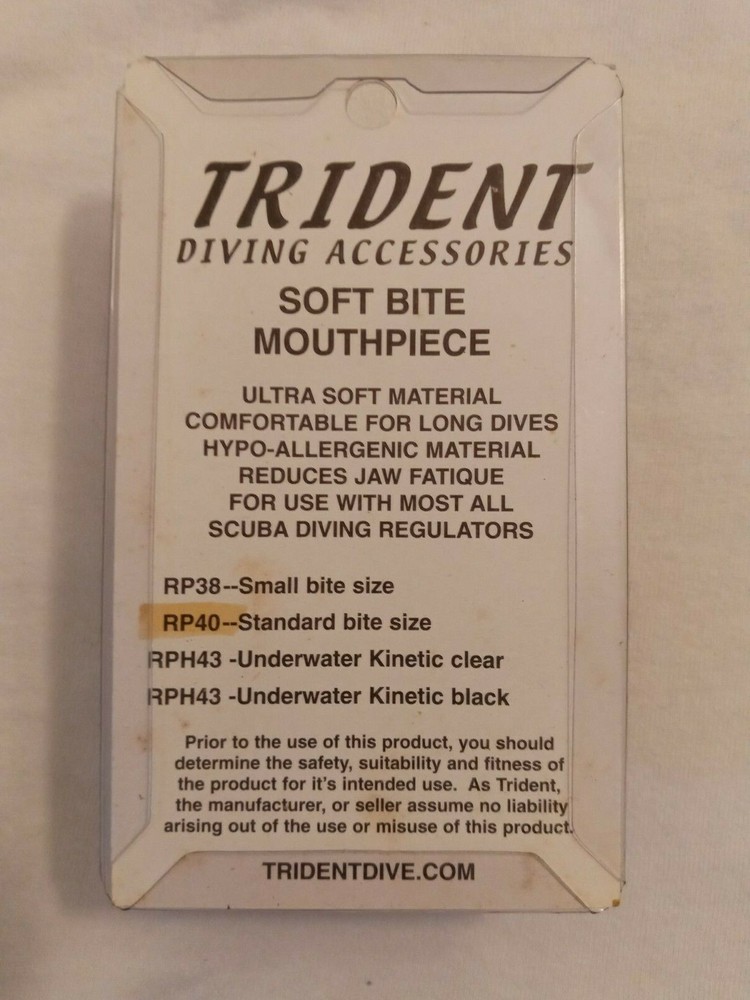 TRIDENT
DIVING ACCESSORIES
SOFT BITE
MOUTHPIECE
ULTRA SOFT MATERIAL
COMFORTABLE FOR LONG DIVES
HYPO-ALLERGENIC MATERIAL
REDUCES JAW FATIQUE
FOR USE WITH MOST ALL
SCUBA DIVING REGULATORS
RP38--Small bite size
RP40--Standard bite size
RPH43 -Underwater Kinetic clear
RPH43 -Underwater Kinetic black
Prior to the use of this product, you should
determine the safety, suitability and fitness of
the product for it's intended use. As Trident,
the manufacturer, or seller assume no liability
arising out of the use or misuse of this product.
TRIDENTDIVE.COM